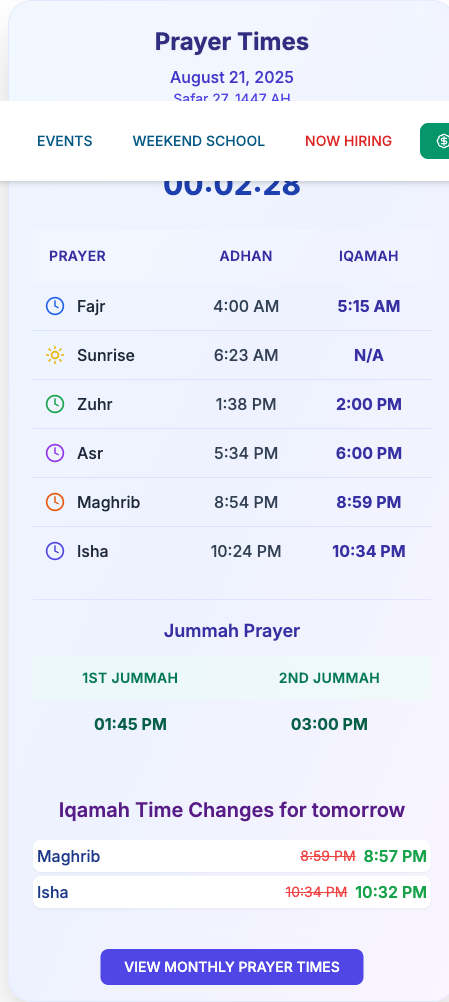 Prayer Times
August 21, 2025
Safar 27, 1447 AH
EVENTS WEEKEND SCHOOL NOW HIRING
00:02:28
PRAYER ADHAN IQAMAH
Fajr 4:00 AM 5:15 AM
Sunrise 6:23 AM N/A
Zuhr 1:38 PM 2:00 PM
Asr 5:34 PM 6:00 PM
Maghrib 8:54 PM 8:59 PM
Isha 10:24 PM 10:34 PM
Jummah Prayer
1ST JUMMAH 2ND JUMMAH
01:45 PM 03:00 PM
Iqamah Time Changes for tomorrow
Maghrib 8:59 PM 8:57 PM
Isha 10:34 PM 10:32 PM
VIEW MONTHLY PRAYER TIMES